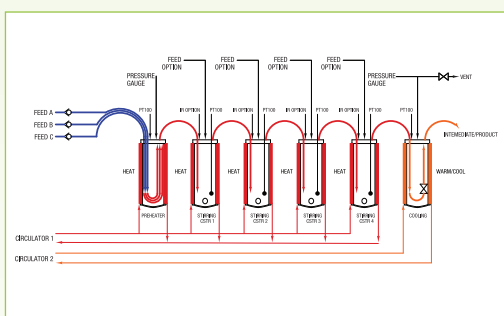 FEED OPTION
FEED OPTION
FEED OPTION
FEED OPTION
PRESSURE GAUGE
PRESSURE GAUGE
VENT
PT100
IR OPTION
PT100
IR OPTION
PT100
IR OPTION
PT100
IR OPTION
PT100
PT100
FEED A
FEED B
FEED C
INTEMEDIATE/PRODUCT
HEAT
HEAT
HEAT
HEAT
HEAT
WARM/COOL
PREHEATER
STIRRING CSTR 1
STIRRING CSTR 2
STIRRING CSTR 3
STIRRING CSTR 4
COOLING
CIRCULATOR 1
CIRCULATOR 2